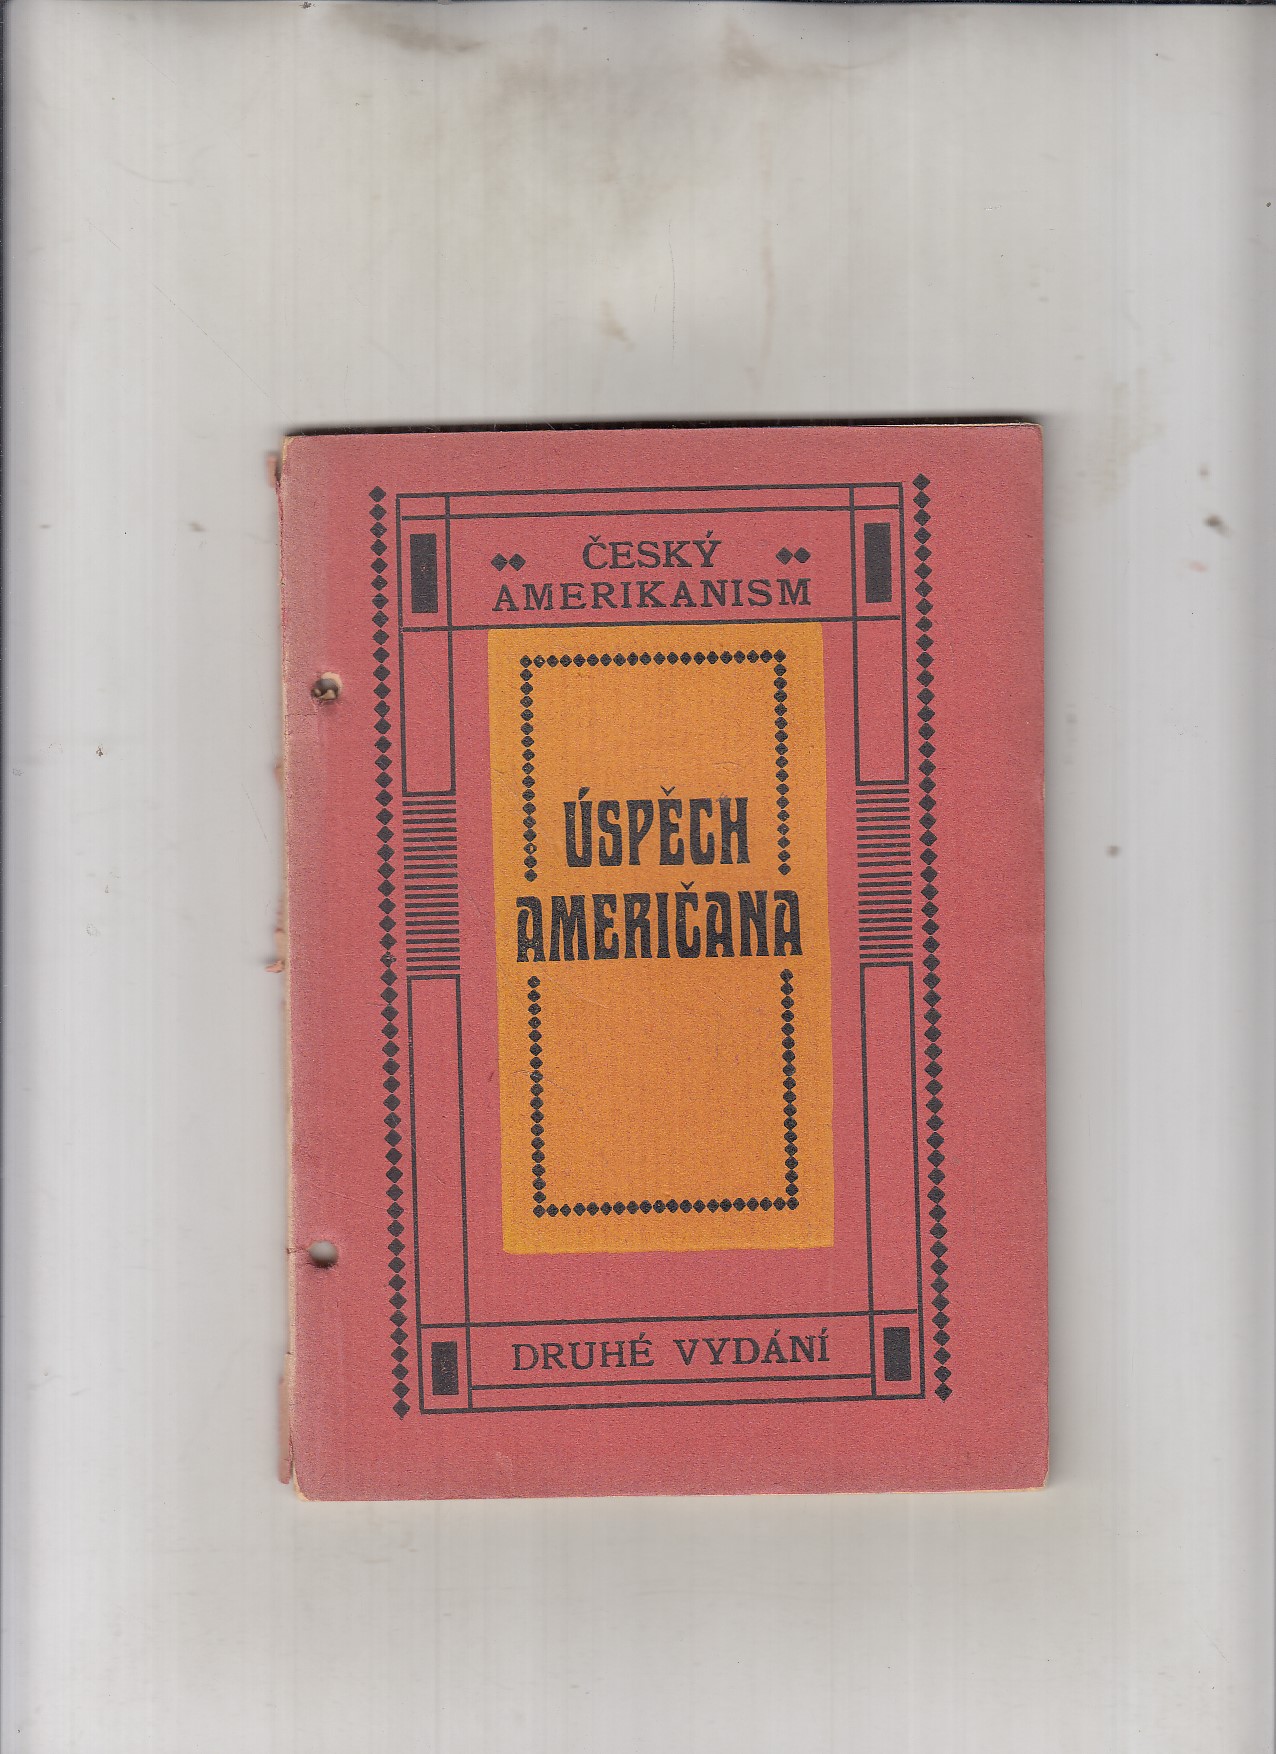 ČESKÝ
AMERIKANISM
ÚSPĚCH
AMERIČANA
DRUHÉ VYDÁNÍ